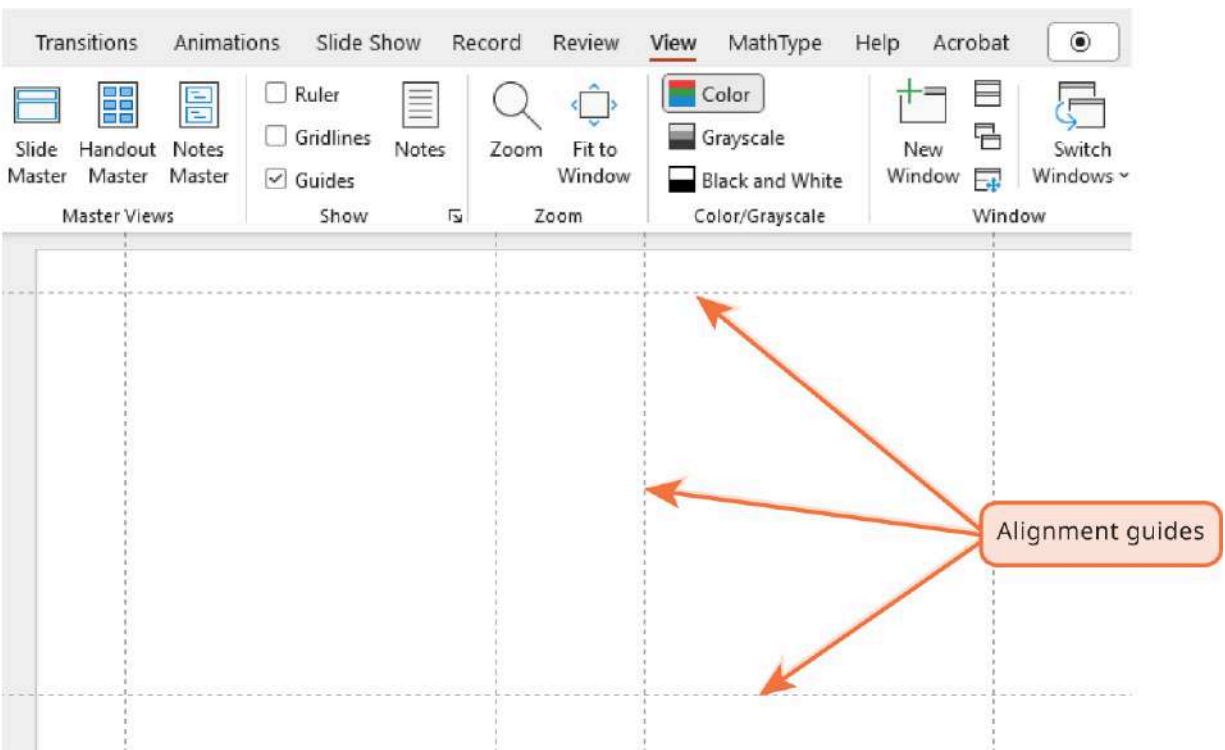 Transitions Animations Slide Show Record Review View MathType Help Acrobat
Ruler Color
Gridlines Grayscale
Slide Handout Notes Notes Zoom Fit to New Switch
Master Master Master Guides Window Black and White Window Windows
Master Views Show Zoom Color/Grayscale Window
Alignment guides